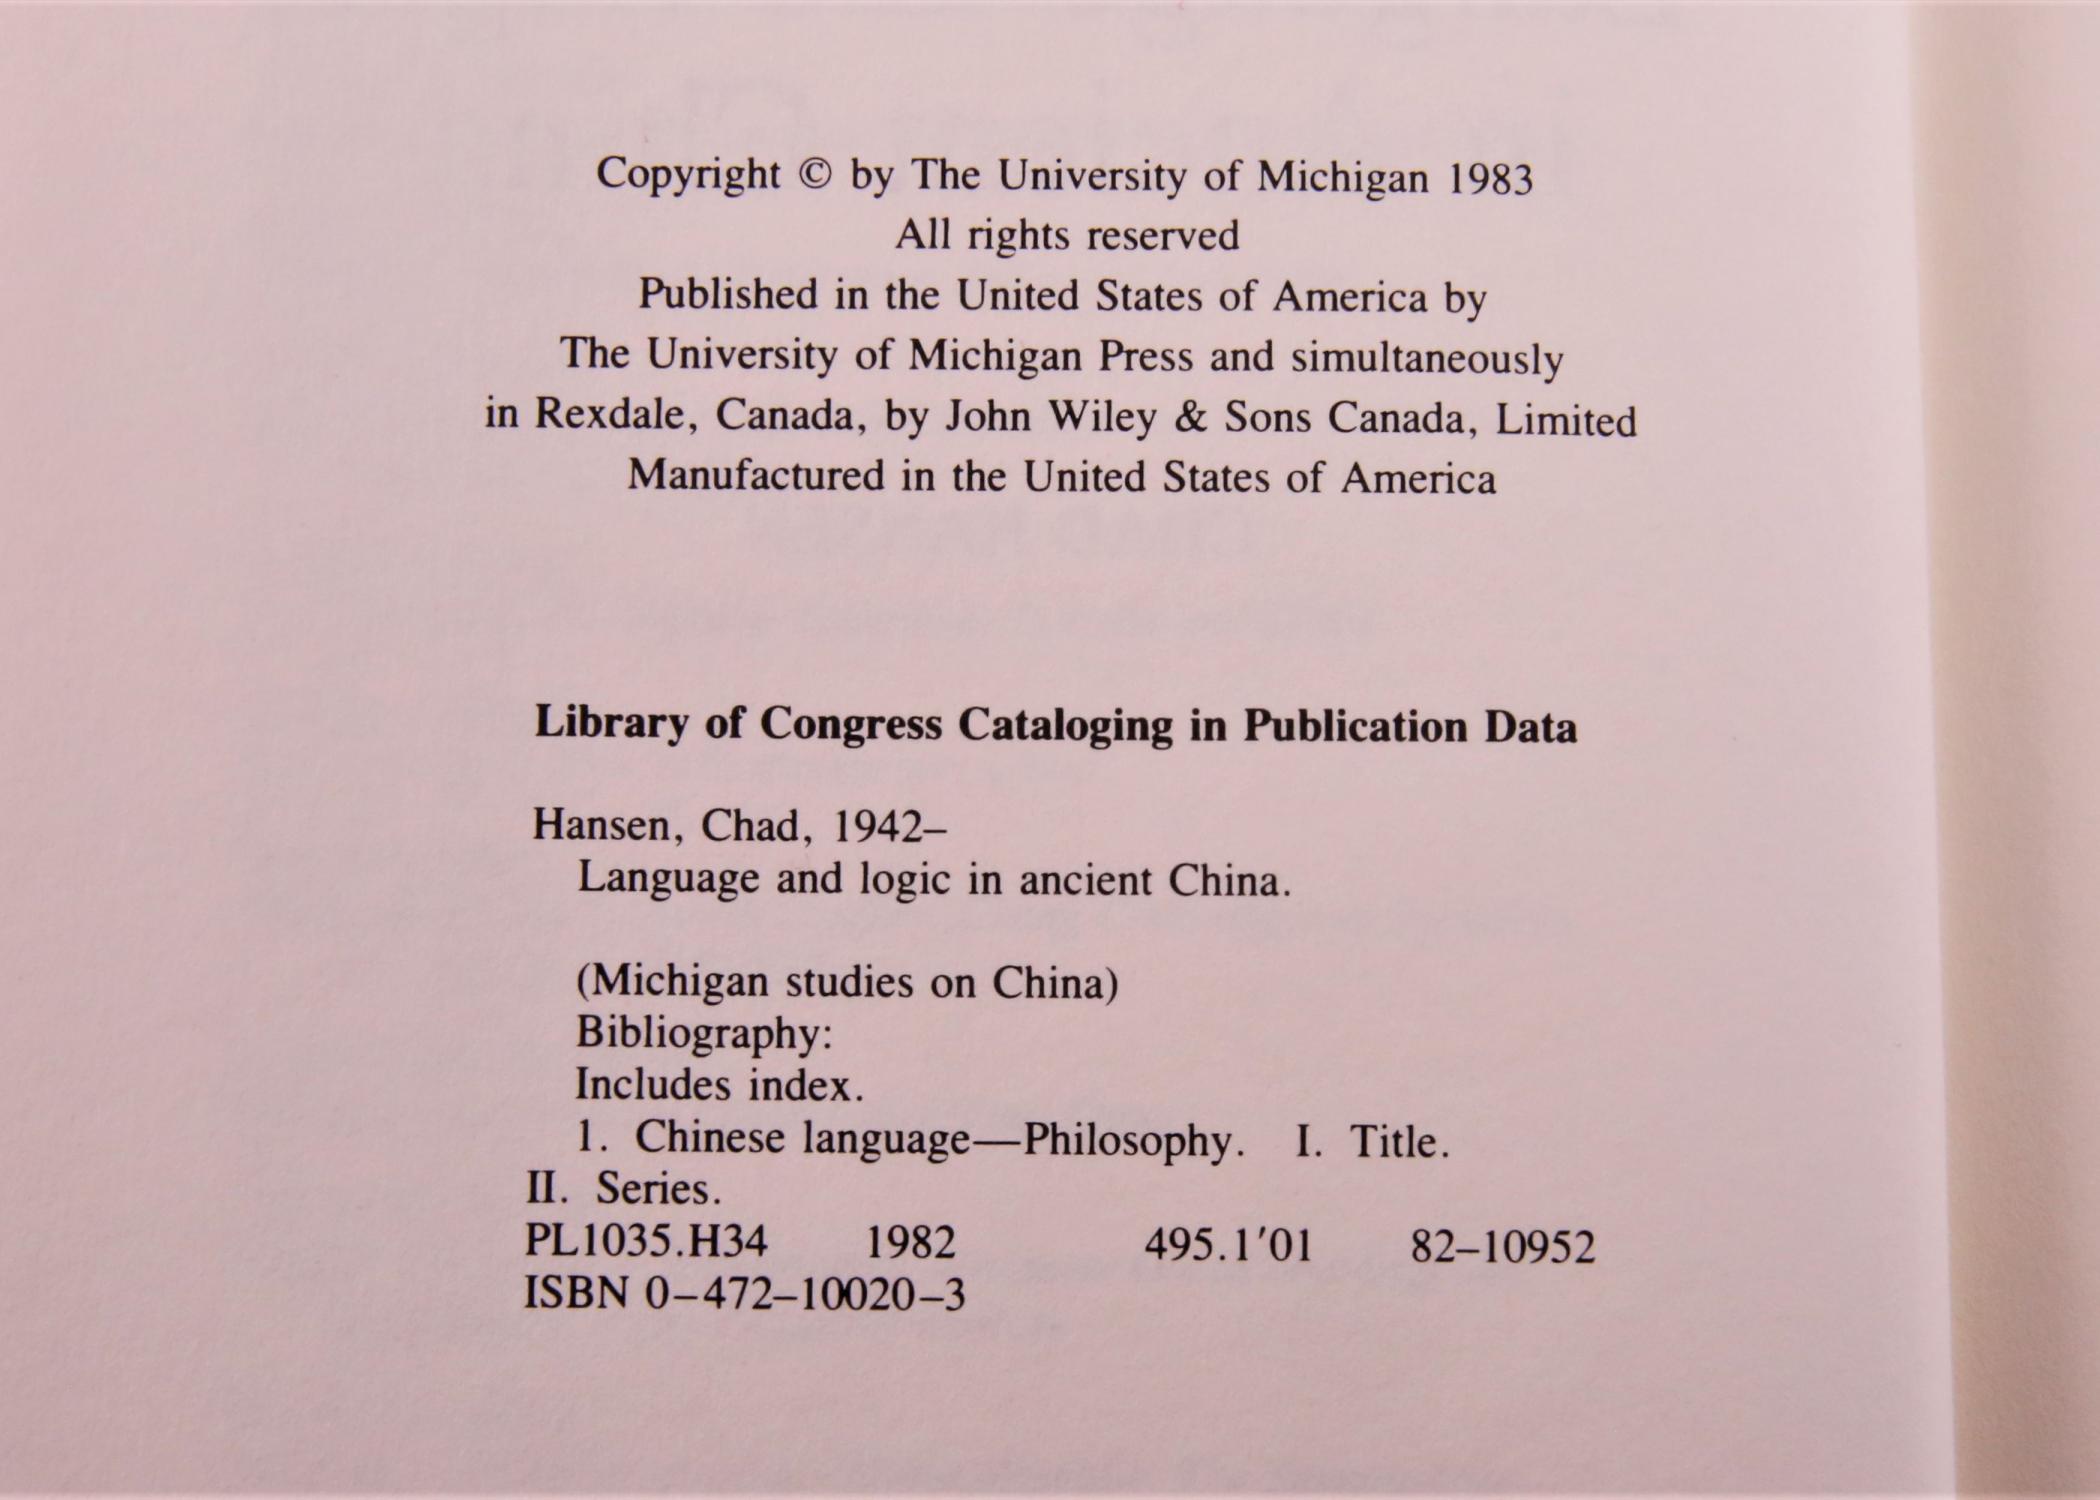 Copyright © by The University of Michigan 1983
All rights reserved
Published in the United States of America by
The University of Michigan Press and simultaneously
in Rexdale, Canada, by John Wiley & Sons Canada, Limited
Manufactured in the United States of America
Library of Congress Cataloging in Publication Data
Hansen, Chad, 1942–
Language and logic in ancient China.
(Michigan studies on China)
Bibliography:
Includes index.
1. Chinese language—Philosophy. I. Title.
II. Series.
PL1035.H34 1982 495.1′01 82–10952
ISBN 0–472–10020–3